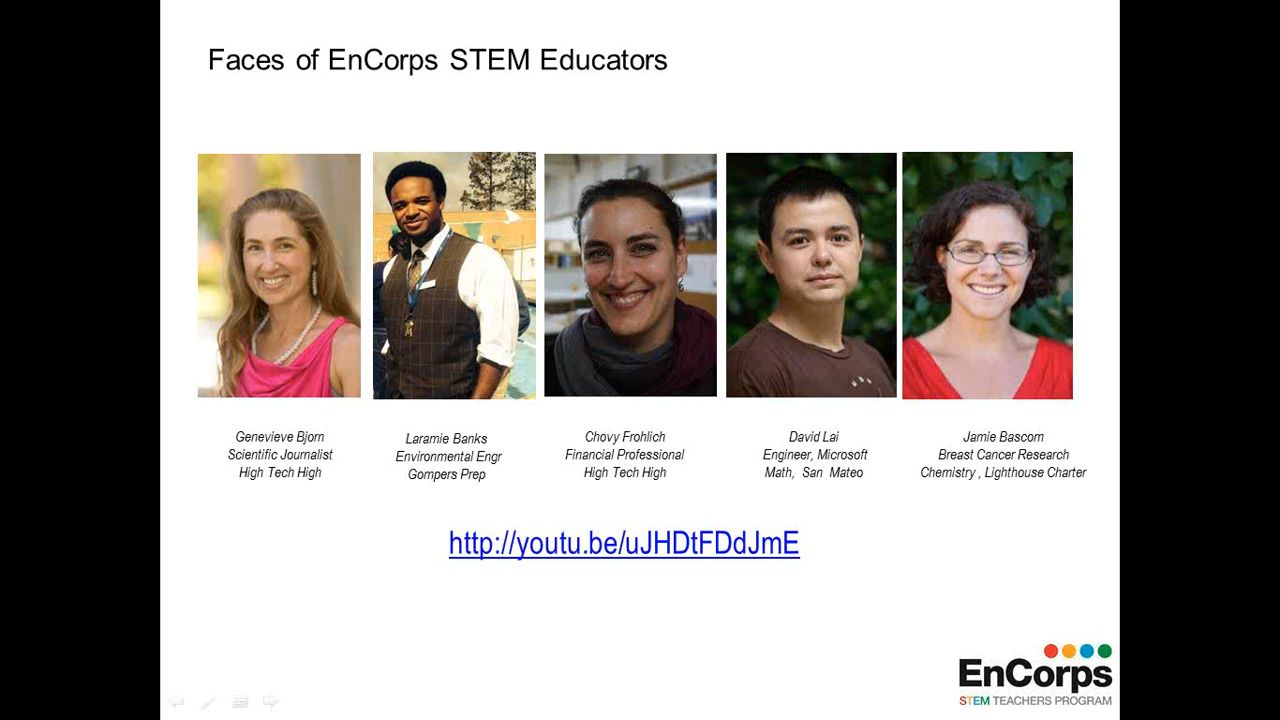 Faces of EnCorps STEM Educators
Genevieve Bjorn
Scientific Journalist
High Tech High
Laramie Banks
Environmental Engr
Gompers Prep
Chovy Frohlich
Financial Professional
High Tech High
David Lai
Engineer, Microsoft
Math, San Mateo
Jamie Bascom
Breast Cancer Research
Chemistry , Lighthouse Charter
http://youtu.be/uJHDtFDdJmE
EnCorps
STEM TEACHERS PROGRAM